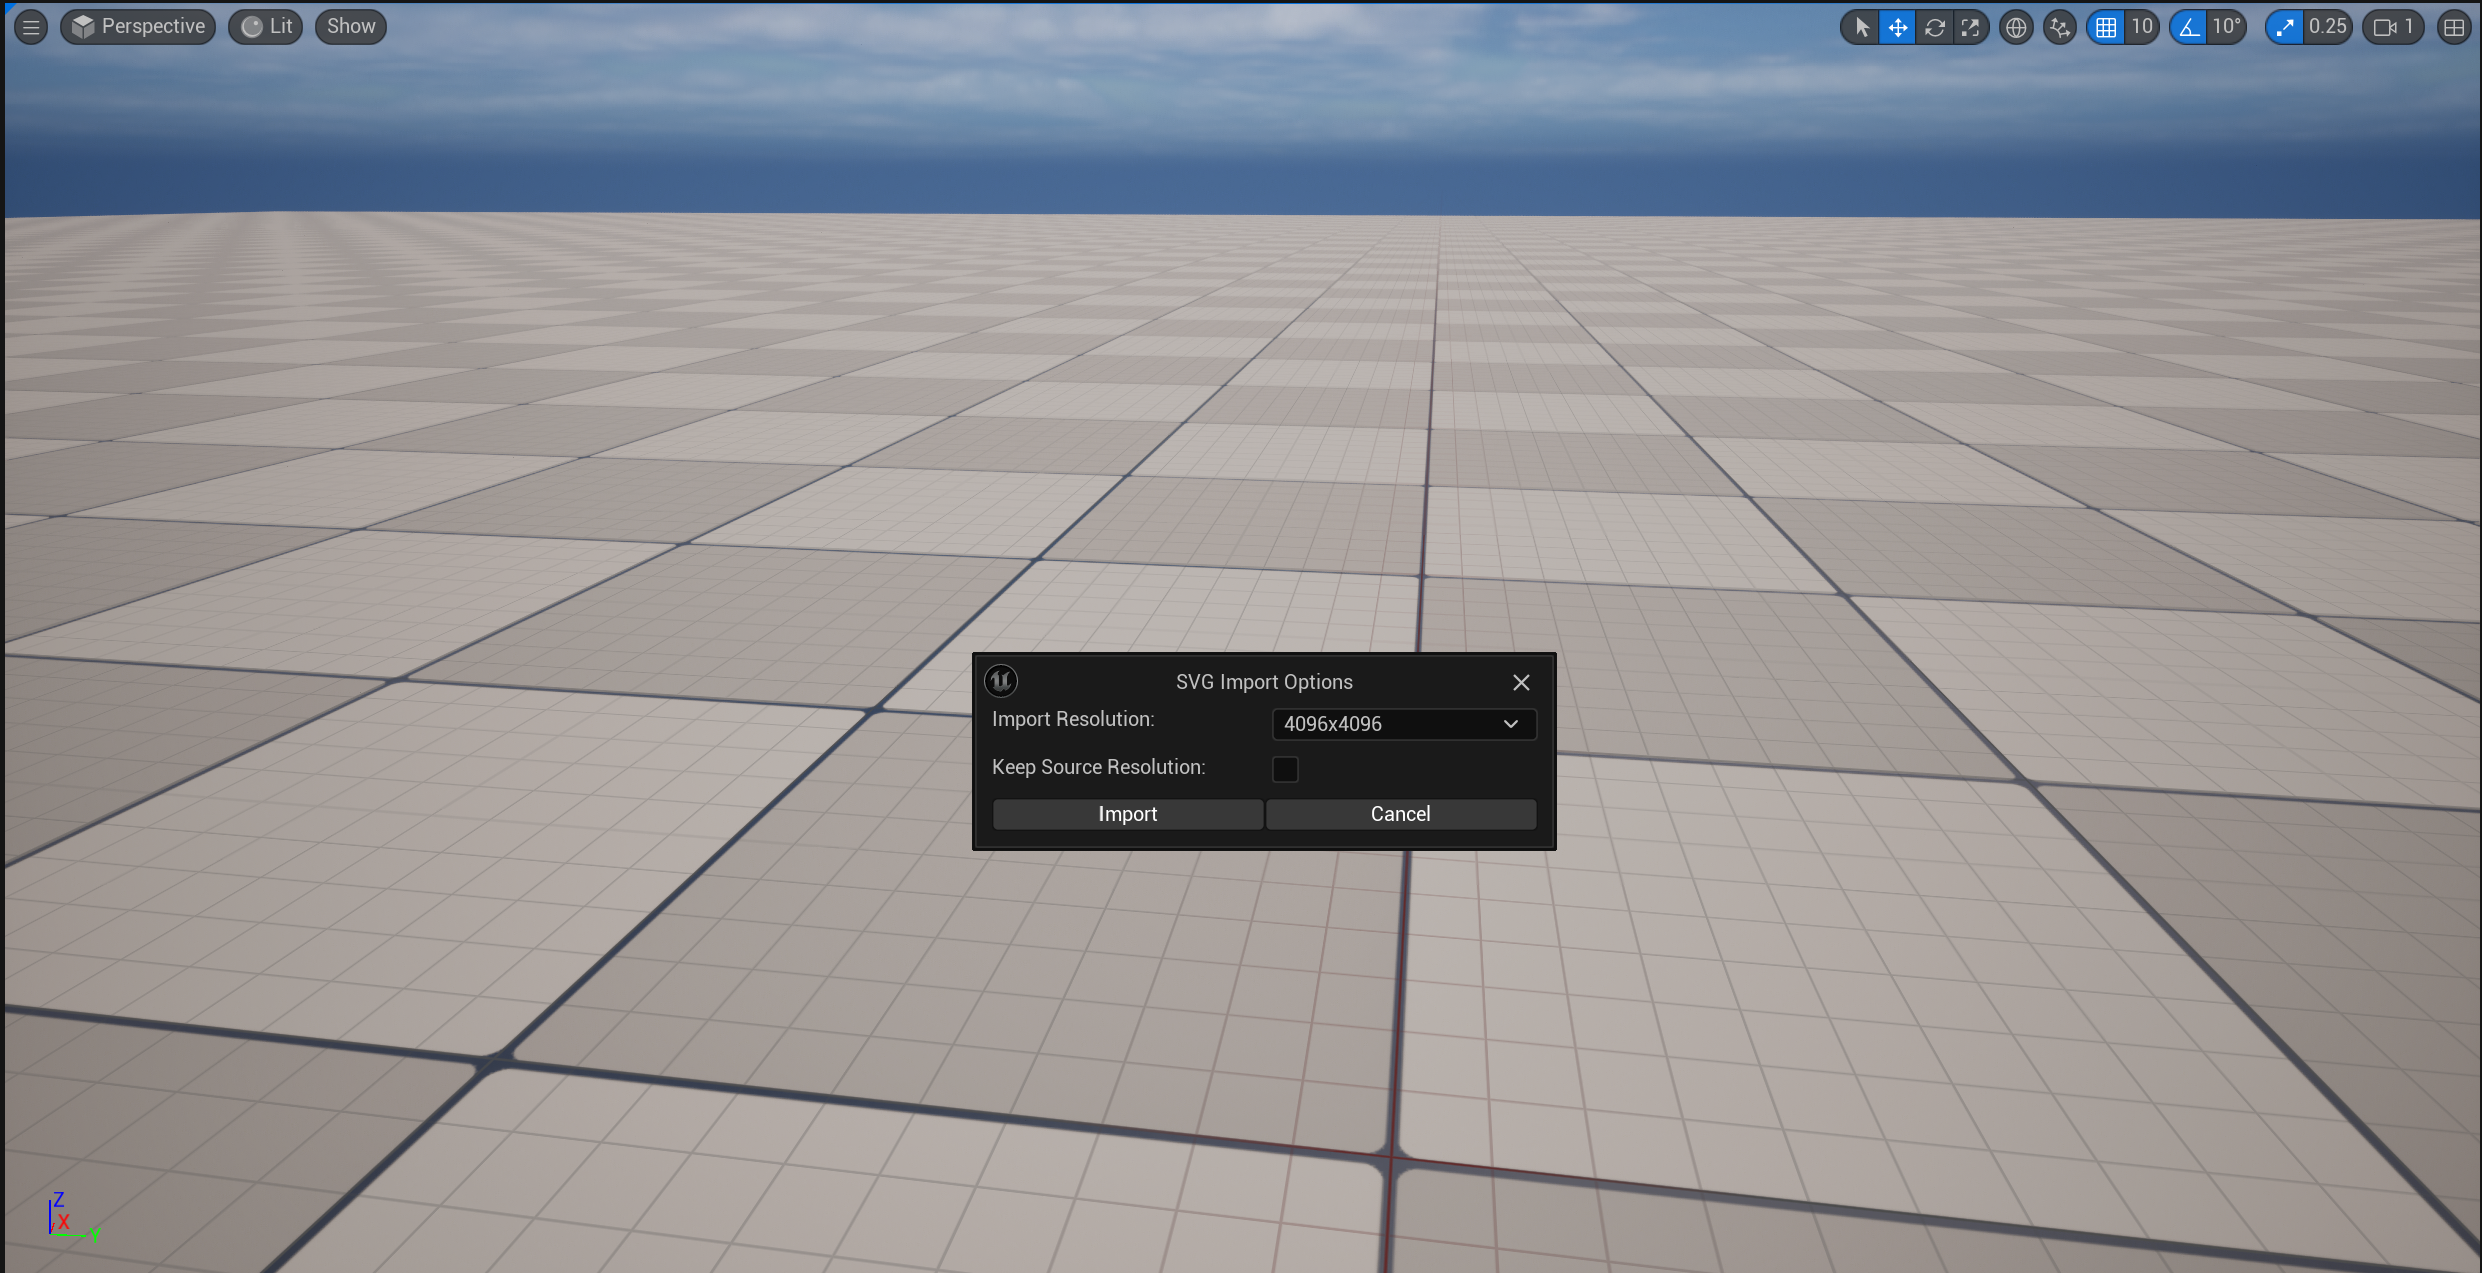 Perspective
Lit
Show
10
10°
0.25
1
SVG Import Options
Import Resolution:
4096x4096
Keep Source Resolution:
Import
Cancel
Z
X
Y